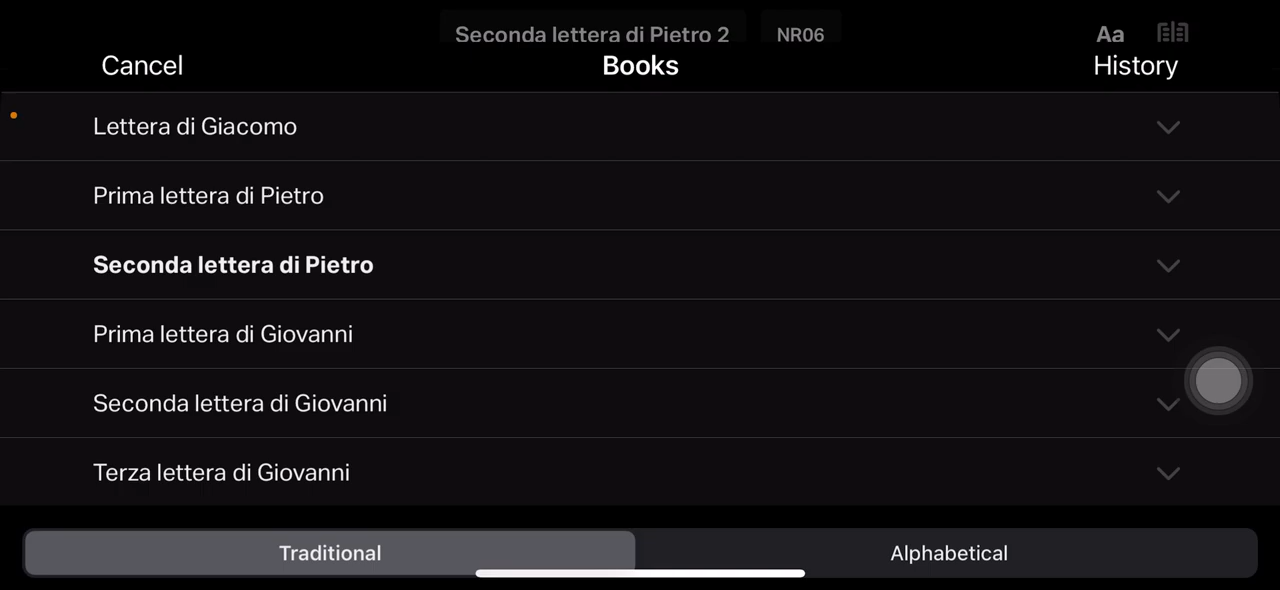 Seconda lettera di Pietro 2 NR06 Aa
Cancel Books History
Lettera di Giacomo
Prima lettera di Pietro
Seconda lettera di Pietro
Prima lettera di Giovanni
Seconda lettera di Giovanni
Terza lettera di Giovanni
Traditional Alphabetical